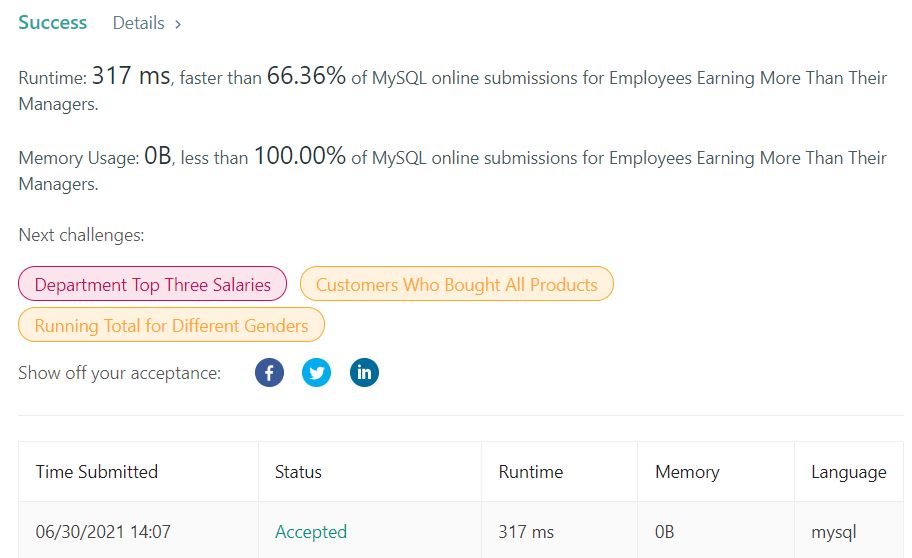 Success Details >
Runtime: 317 ms, faster than 66.36% of MySQL online submissions for Employees Earning More Than Their
Managers.
Memory Usage: 0B, less than 100.00% of MySQL online submissions for Employees Earning More Than Their
Managers.
Next challenges:
Department Top Three Salaries Customers Who Bought All Products
Running Total for Different Genders
Show off your acceptance: f in
Time Submitted Status Runtime Memory Language
06/30/2021 14:07 Accepted 317 ms 0B mysql